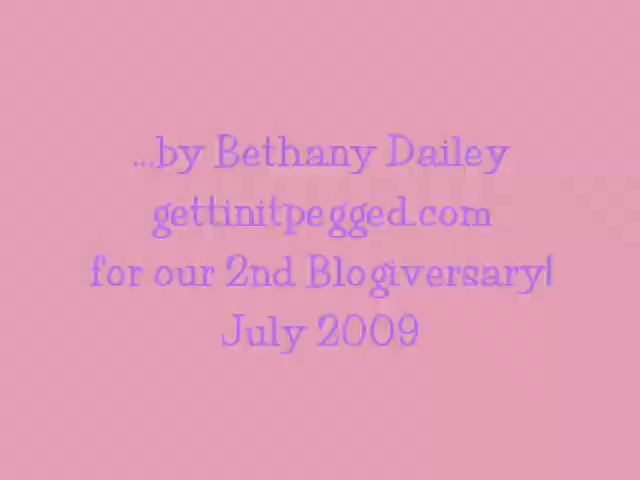 ...by Bethany Dailey
gettinitpegged.com
for our 2nd Blogiversary!
July 2009